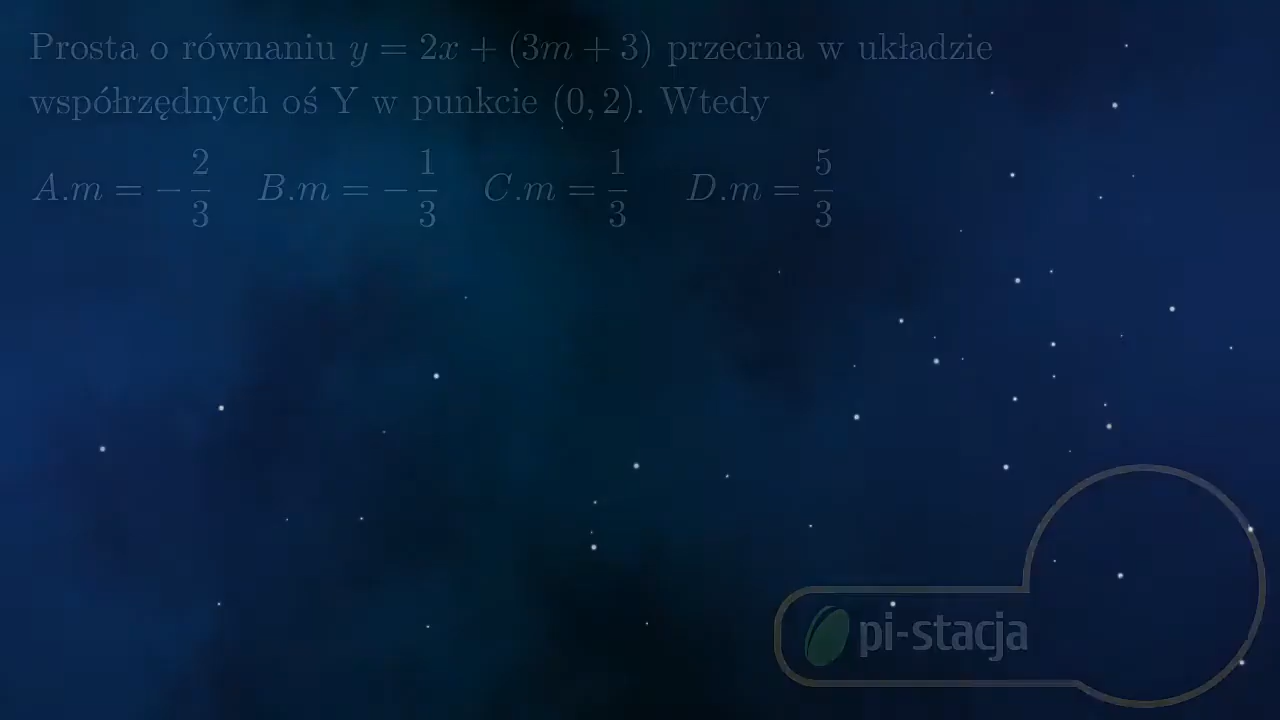 Prosta o równaniu y = 2x + (3m + 3) przecina w układzie
współrzędnych oś Y w punkcie (0, 2). Wtedy
A.m = −2/3 B.m = −1/3 C.m = 1/3 D.m = 5/3
pi-stacja